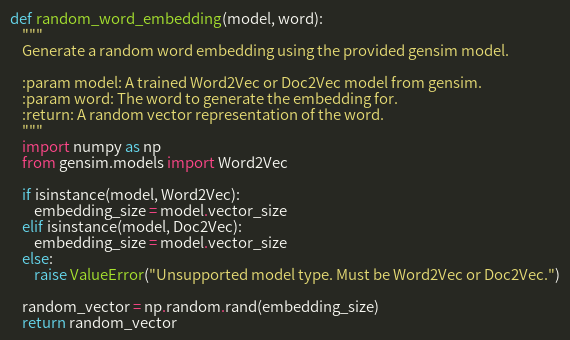 def random_word_embedding(model, word):
    """
    Generate a random word embedding using the provided gensim model.

    :param model: A trained Word2Vec or Doc2Vec model from gensim.
    :param word: The word to generate the embedding for.
    :return: A random vector representation of the word.
    """
    import numpy as np
    from gensim.models import Word2Vec

    if isinstance(model, Word2Vec):
        embedding_size = model.vector_size
    elif isinstance(model, Doc2Vec):
        embedding_size = model.vector_size
    else:
        raise ValueError("Unsupported model type. Must be Word2Vec or Doc2Vec.")

    random_vector = np.random.rand(embedding_size)
    return random_vector